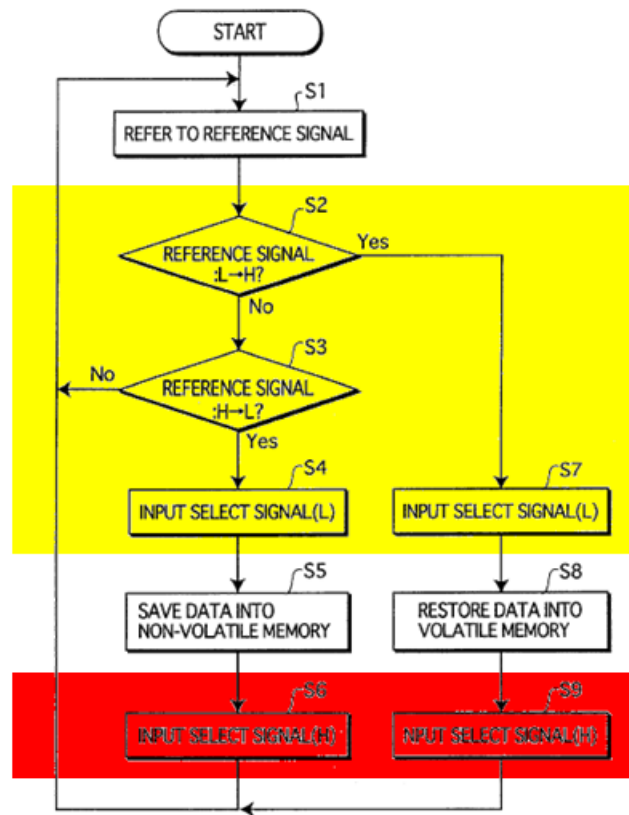 START
S1
REFER TO REFERENCE SIGNAL
S2
REFERENCE SIGNAL
:L→H?
Yes
No
S3
REFERENCE SIGNAL
:H→L?
No
Yes
S4
INPUT SELECT SIGNAL(L)
S7
INPUT SELECT SIGNAL(L)
S5
SAVE DATA INTO
NON-VOLATILE MEMORY
S8
RESTORE DATA INTO
VOLATILE MEMORY
S6
INPUT SELECT SIGNAL(H)
S9
NPUT SELECT SIGNAL(H)